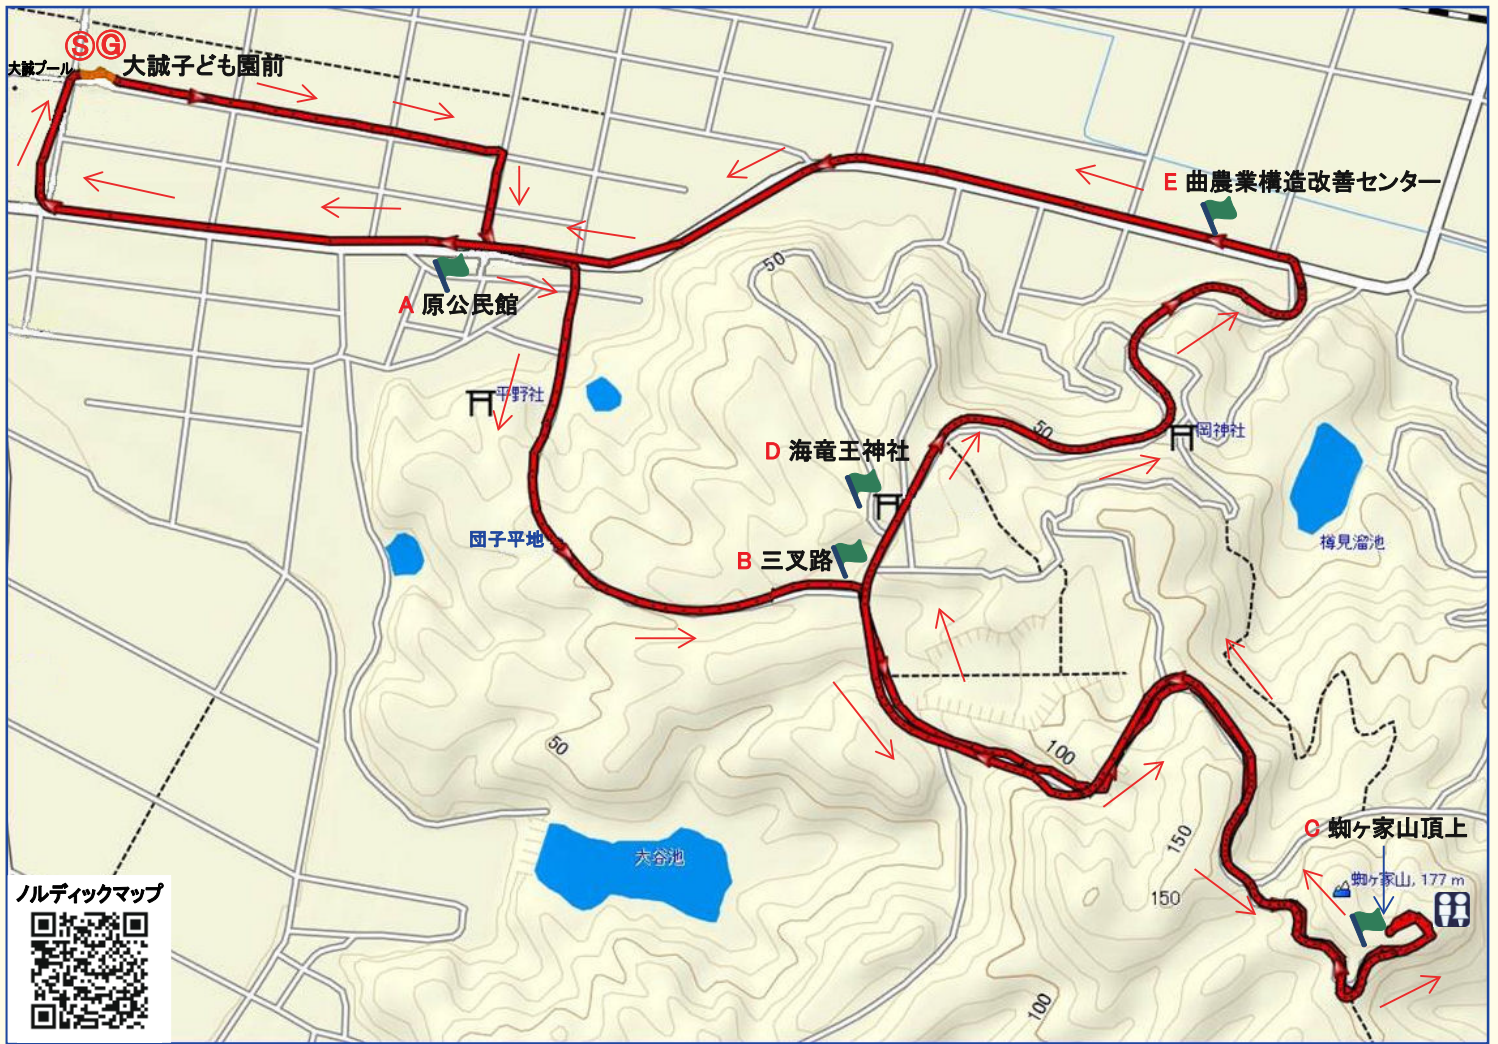 ⓈⒼ
大誠プール
大誠子ども園前
E 曲農業構造改善センター
50
A 原公民館
平野社
50
岡神社
D 海竜王神社
団子平地
B 三叉路
樽見溜池
50
100
150
大谷池
C 蜘ヶ家山頂上
蜘ヶ家山, 177 m
150
ノルディックマップ
100